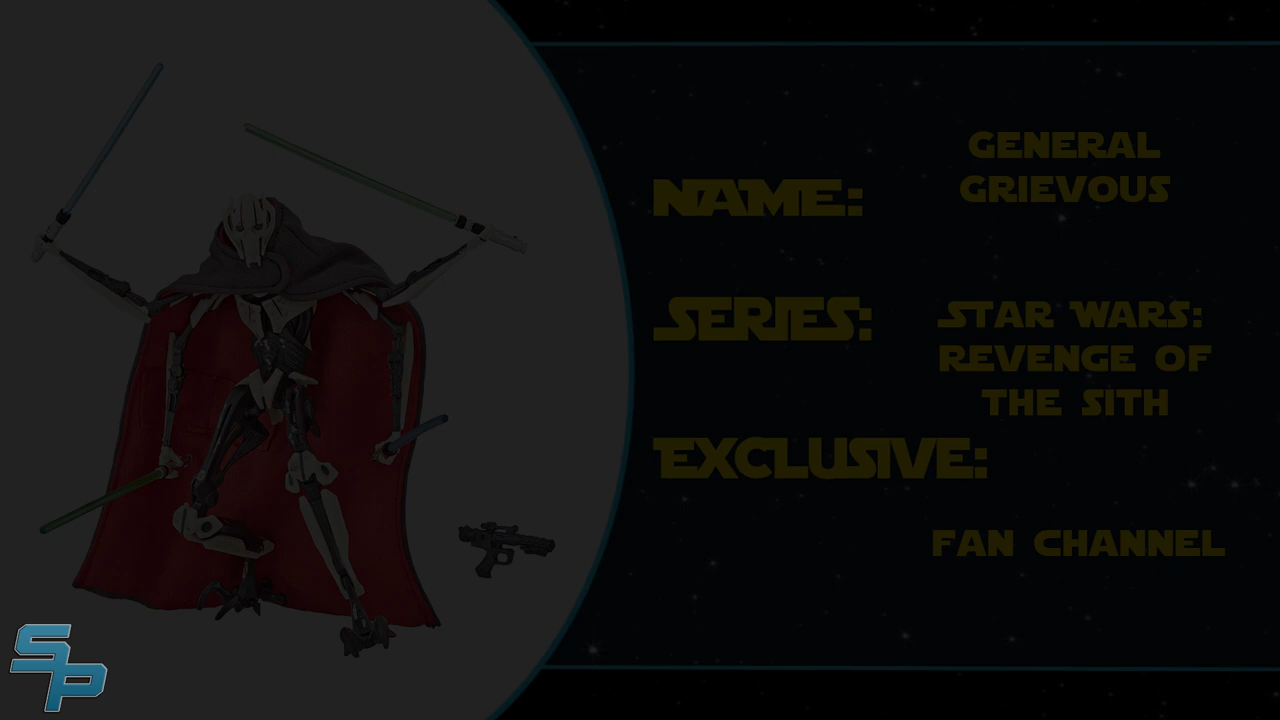 NAME:
GENERAL
GRIEVOUS
SERIES:
STAR WARS:
REVENGE OF
THE SITH
EXCLUSIVE:
FAN CHANNEL
SP